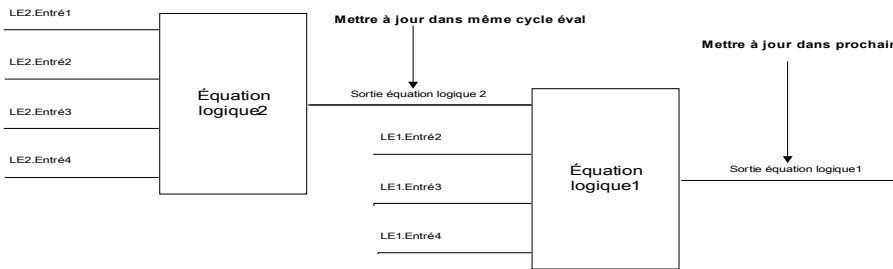 LE2.Entré1
Mettre à jour dans même cycle éval
Mettre à jour dans prochair
LE2.Entré2
Équation
logique2
Sortie équation logique 2
LE2.Entré3
LE1.Entré2
LE2.Entré4
Équation
logique1
Sortie équation logique1
LE1.Entré3
LE1.Entré4